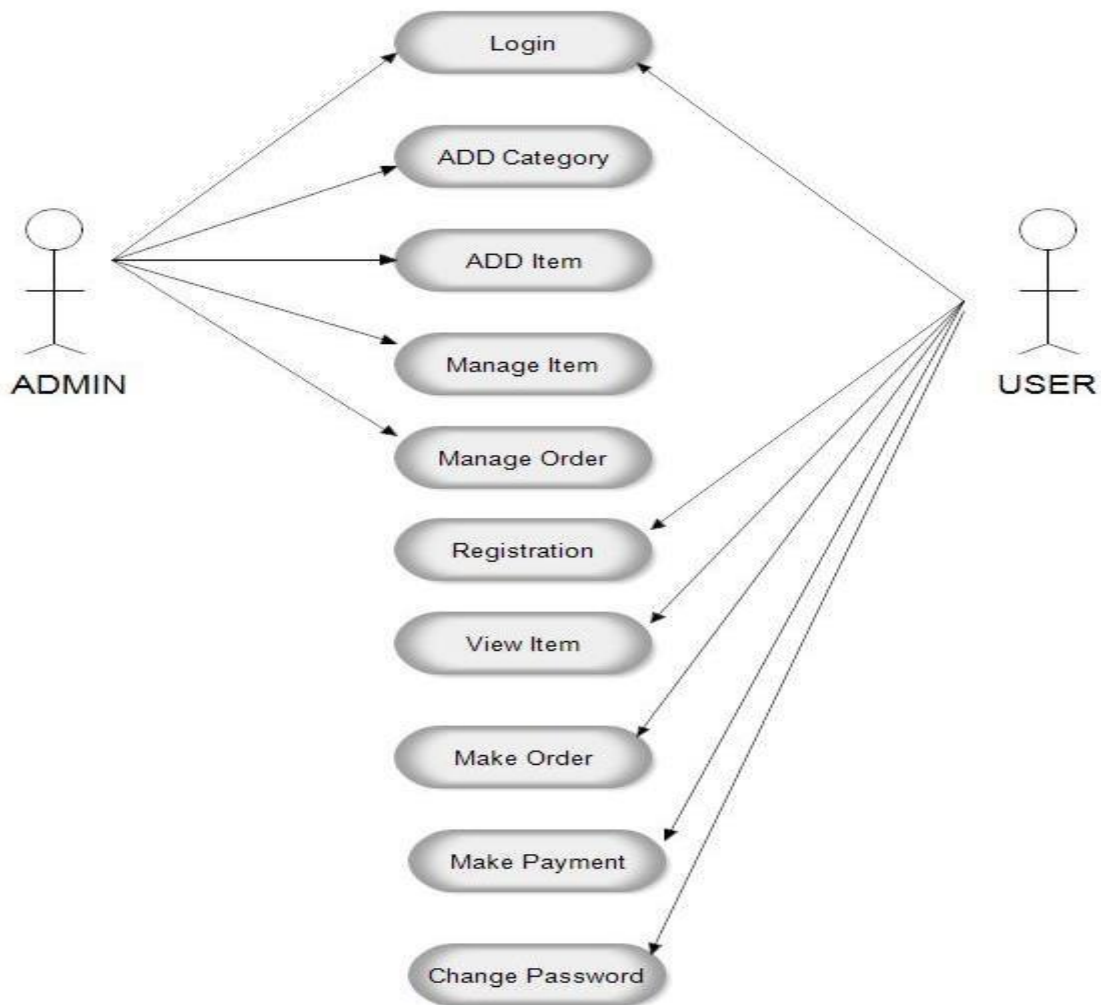 Login
ADD Category
ADD Item
Manage Item
ADMIN
USER
Manage Order
Registration
View Item
Make Order
Make Payment
Change Password